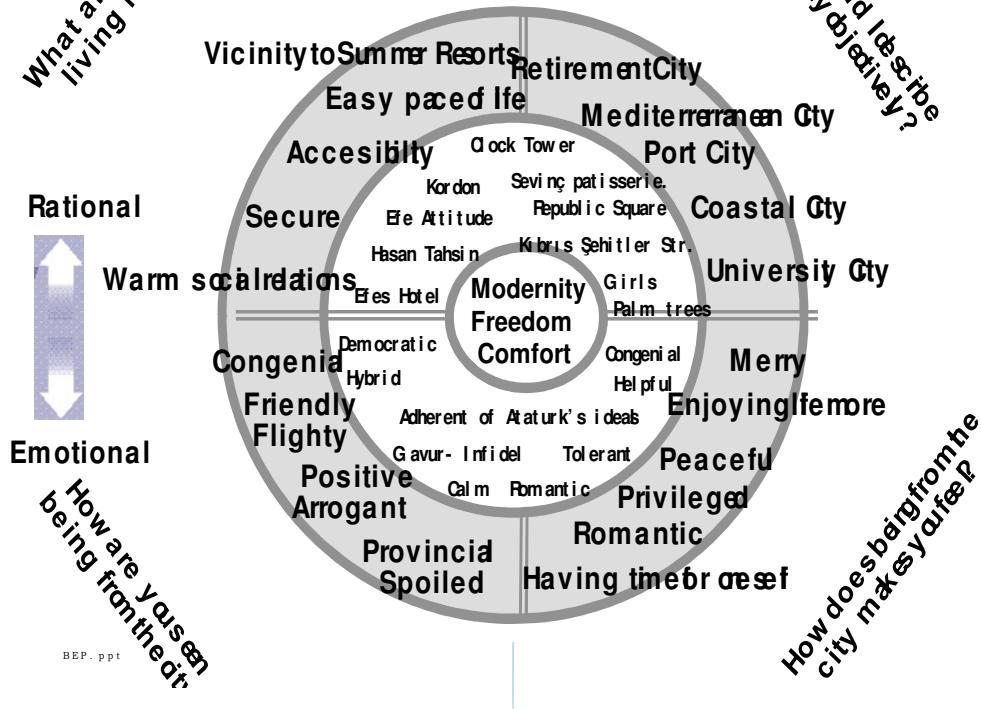 What a
living
d I describe
y objectively?
Vicinity to Summer Resorts
Easy paced life
Accesiblty
Secure
Warm social relations
Retirement City
Mediterrerranean City
Port City
Coastal City
University City
Clock Tower
Kordon
Sevinç patisserie.
Efe Attitude
Republic Square
Hasan Tahsin
Kıbrıs Şehitler Str.
Efes Hotel
Girls
Palm trees
Modernity
Freedom
Comfort
Rational
Emotional
Democratic
Hybrid
Congenial
Helpful
Adherent of Ataturk's ideals
Gavur- Infidel
Tolerant
Calm
Romantic
Congenial
Friendly
Flighty
Positive
Arrogant
Provincial
Spoiled
Merry
Enjoying life more
Peaceful
Privileged
Romantic
Having time for oneself
How are you seen
being from the city
How does being from the
city makes you feel?
BEP.ppt